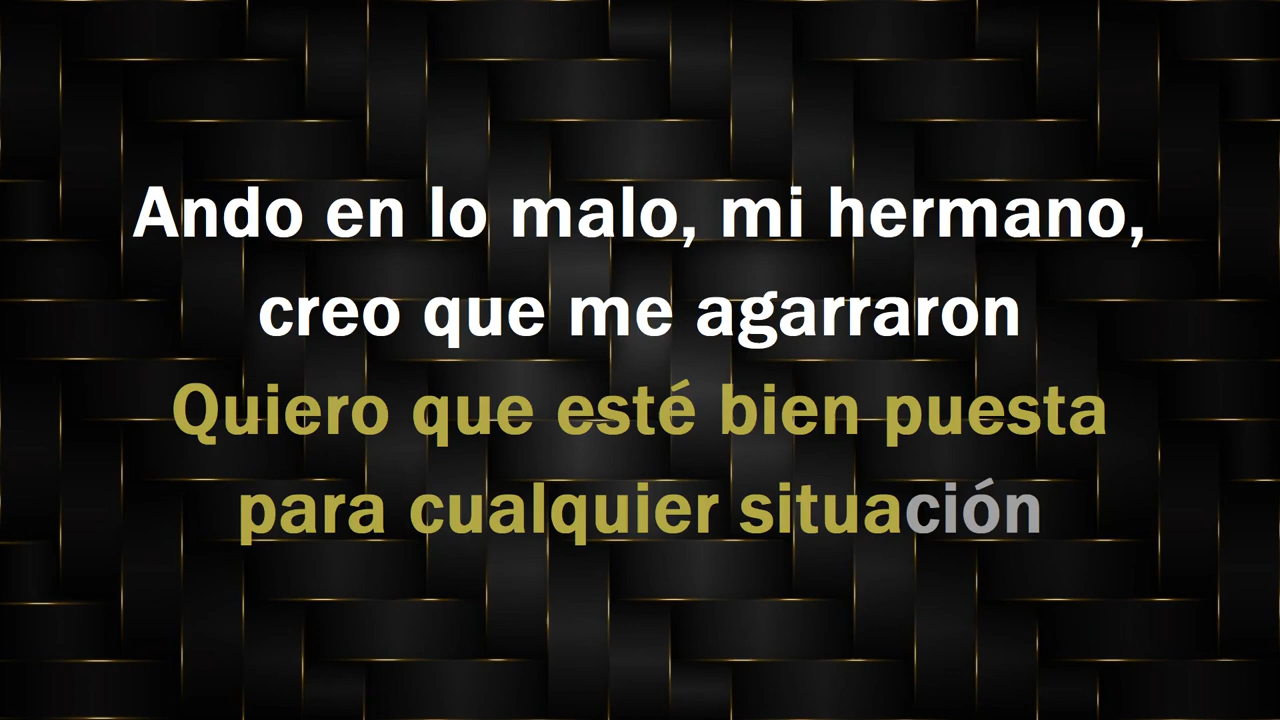 Ando en lo malo, mi hermano,
creo que me agarraron
Quiero que esté bien puesta
para cualquier situación